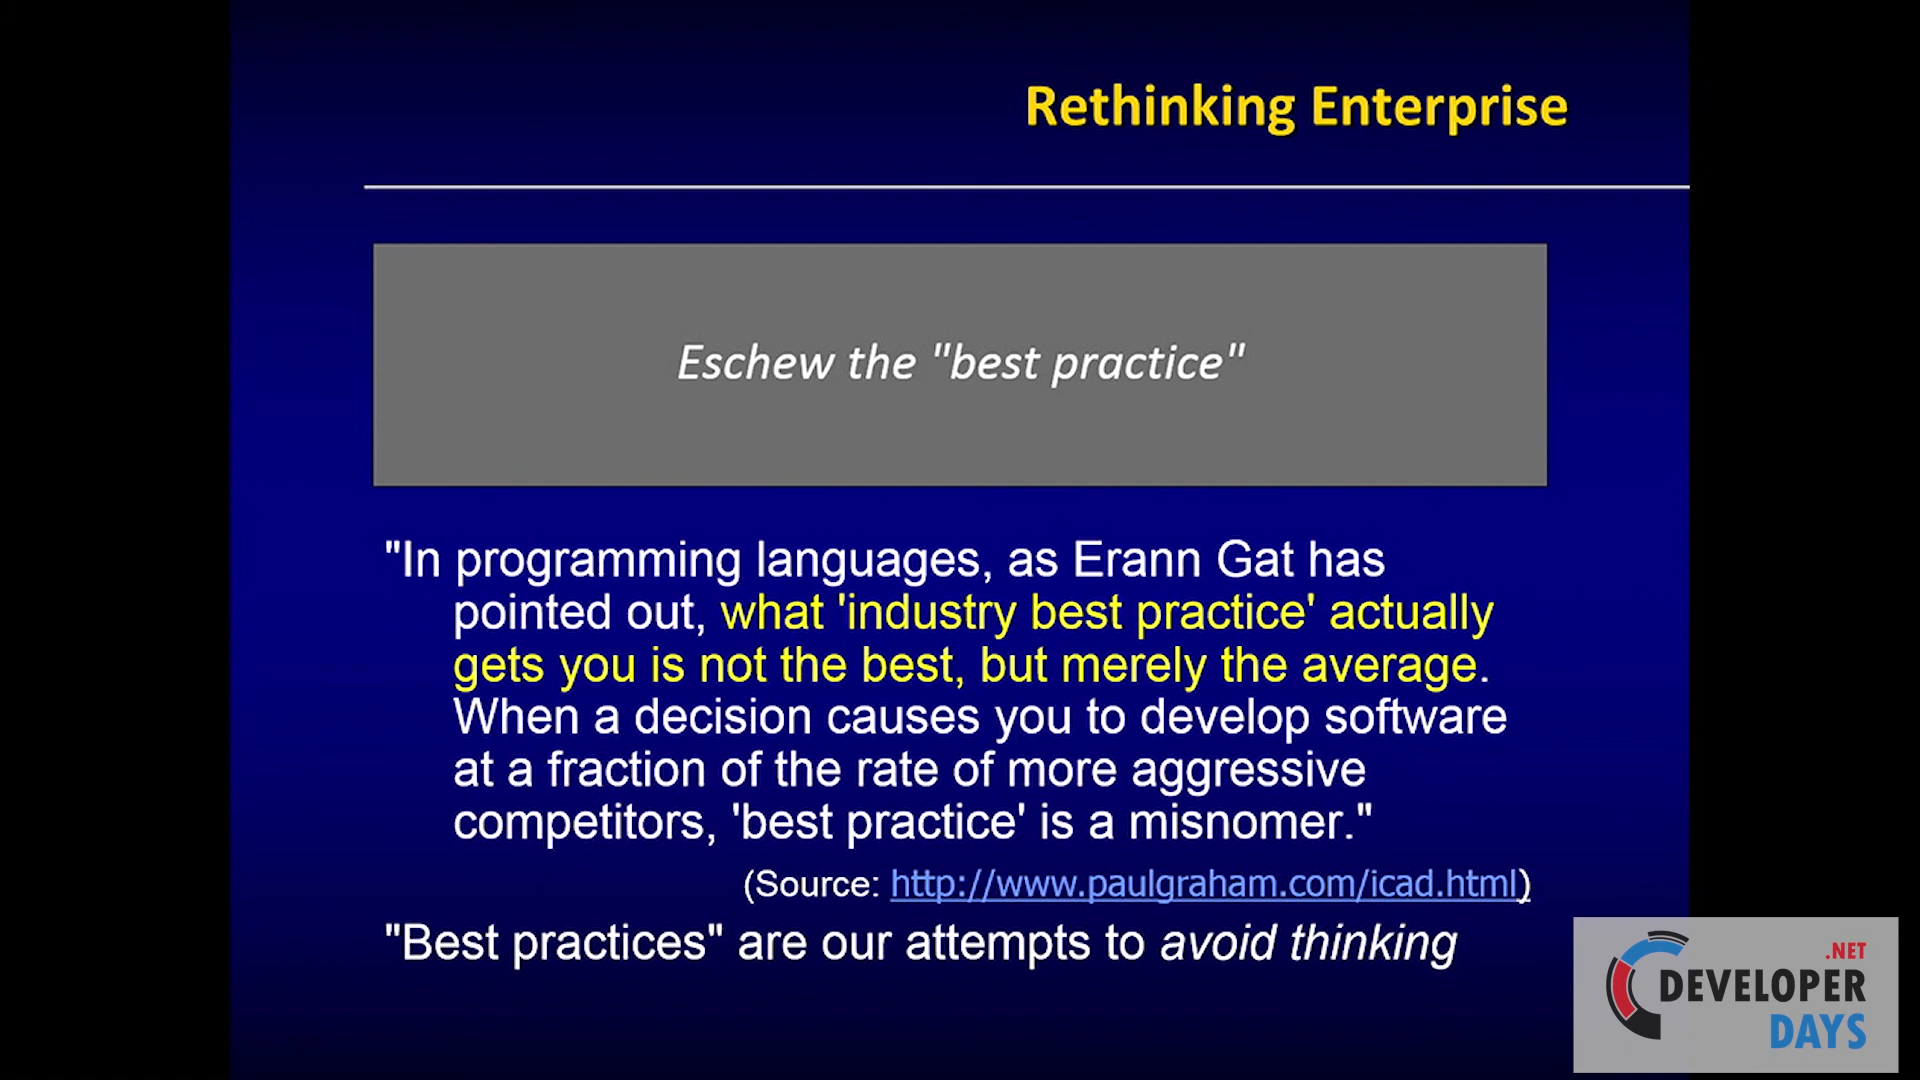 Rethinking Enterprise
Eschew the "best practice"
"In programming languages, as Erann Gat has
pointed out, what 'industry best practice' actually
gets you is not the best, but merely the average.
When a decision causes you to develop software
at a fraction of the rate of more aggressive
competitors, 'best practice' is a misnomer."
(Source: http://www.paulgraham.com/icad.html)
"Best practices" are our attempts to avoid thinking
.NET
DEVELOPER
DAYS